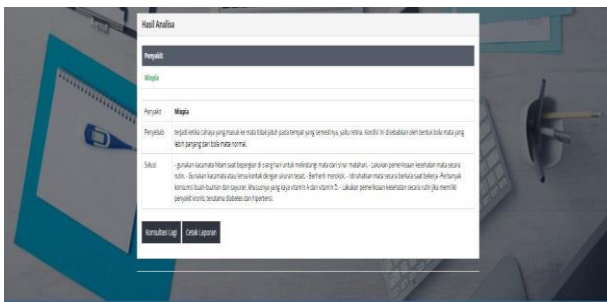 Hasil Analisa
Penyakit
Miopia
Penyakit Miopia
Penyebab terjadi ketika cahaya yang masuk ke mata tidak jatuh pada tempat yang semestinya, yaitu retina. Kondisi ini disebabkan oleh bentuk bola mata yang
lebih panjang dari bola mata normal.
Solusi - gunakan kacamata hitam saat bepergian di siang hari untuk melindungi mata dari sinar matahari. - Lakukan pemeriksaan kesehatan mata secara
rutin. - Gunakan kacamata atau lensa kontak dengan ukuran tepat. - Berhenti merokok. - Istirahatkan mata secara berkala saat bekerja -Perbanyak
konsumsi buah-buahan dan sayuran, khususnya yang kaya vitamin A dan vitamin D. - Lakukan pemeriksaan kesehatan secara rutin jika memiliki
penyakit kronis, terutama diabetes dan hipertensi.
Konsultasi Lagi Cetak Laporan